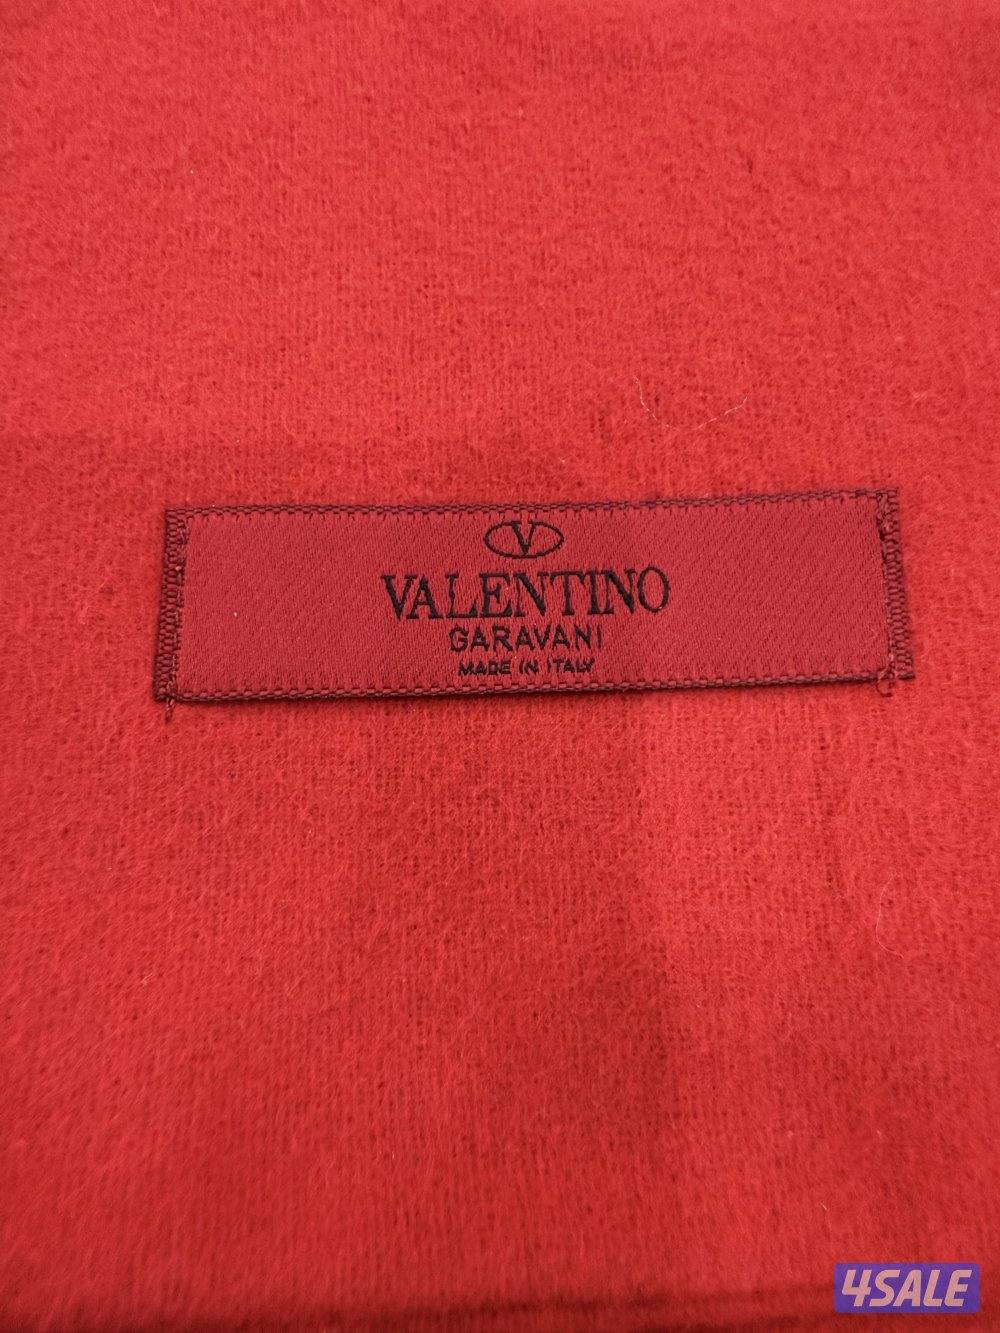 V
VALENTINO
GARAVANI
MADE IN ITALY
4SALE